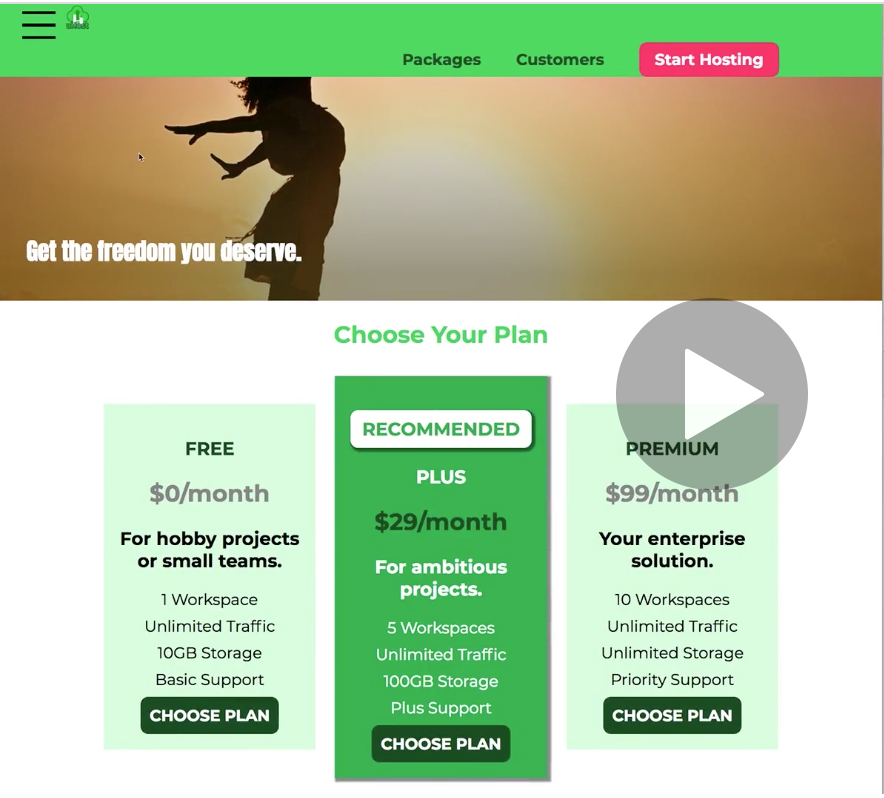 Packages Customers Start Hosting
Get the freedom you deserve.
Choose Your Plan
FREE
$0/month
For hobby projects
or small teams.
1 Workspace
Unlimited Traffic
10GB Storage
Basic Support
CHOOSE PLAN
RECOMMENDED
PLUS
$29/month
For ambitious
projects.
5 Workspaces
Unlimited Traffic
100GB Storage
Plus Support
CHOOSE PLAN
PREMIUM
$99/month
Your enterprise
solution.
10 Workspaces
Unlimited Traffic
Unlimited Storage
Priority Support
CHOOSE PLAN